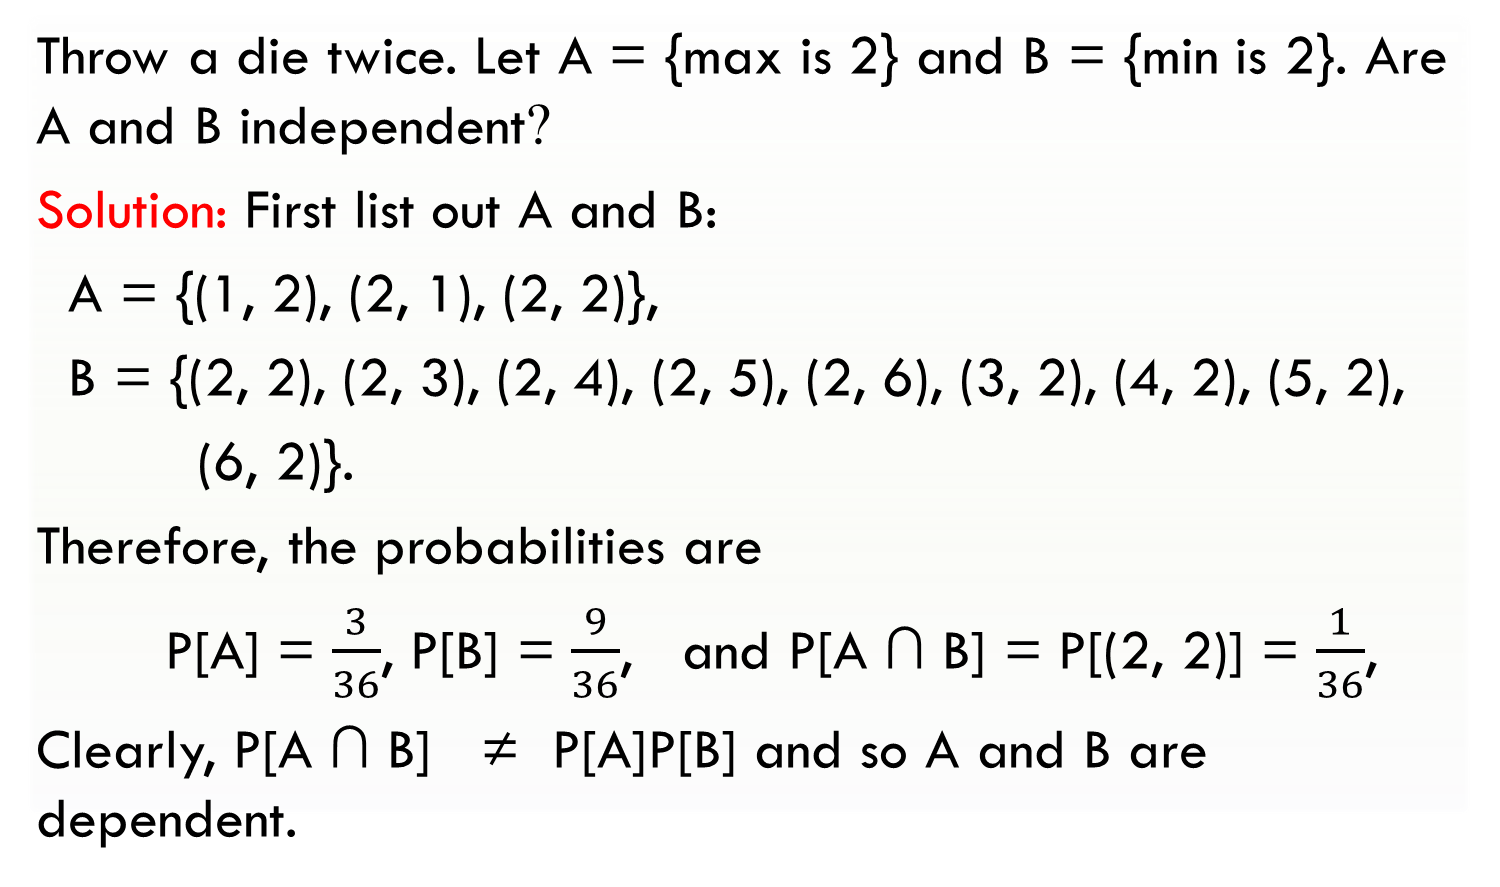 Throw a die twice. Let A = {max is 2} and B = {min is 2}. Are
A and B independent?
Solution: First list out A and B:
A = {(1, 2), (2, 1), (2, 2)},
B = {(2, 2), (2, 3), (2, 4), (2, 5), (2, 6), (3, 2), (4, 2), (5, 2),
(6, 2)}.
Therefore, the probabilities are
P[A] = 3/36, P[B] = 9/36, and P[A ∩ B] = P[(2, 2)] = 1/36,
Clearly, P[A ∩ B] ≠ P[A]P[B] and so A and B are
dependent.